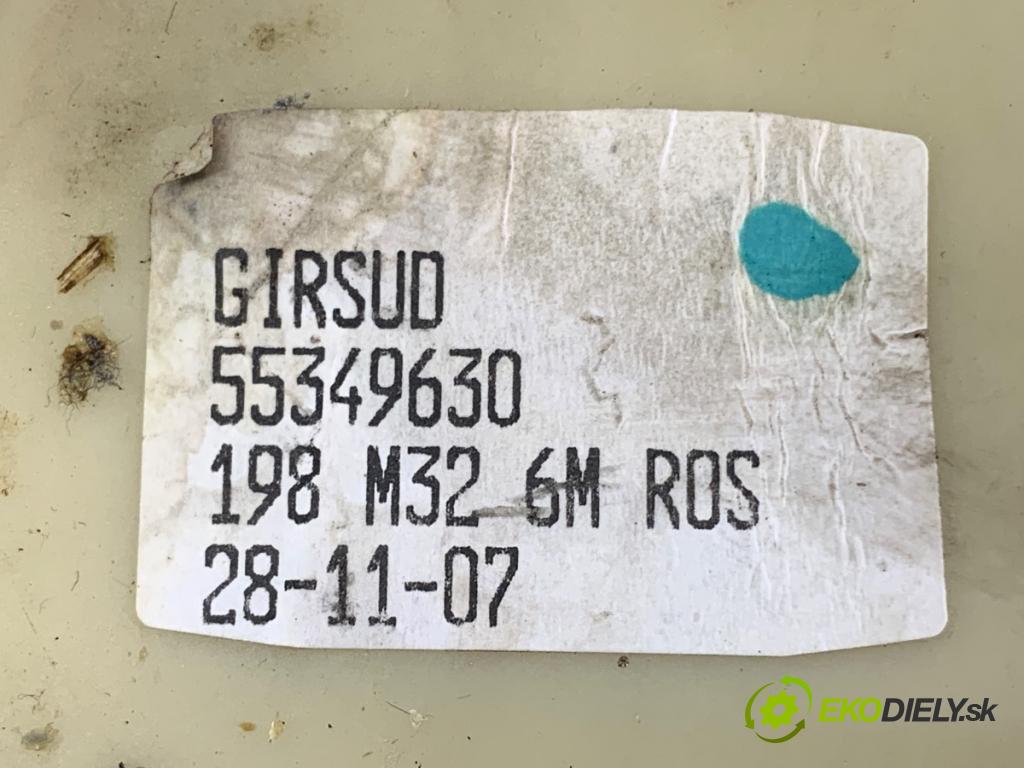 GIRSUD
55349630
198 M32 6M ROS
28-11-07
EKODIELY.sk